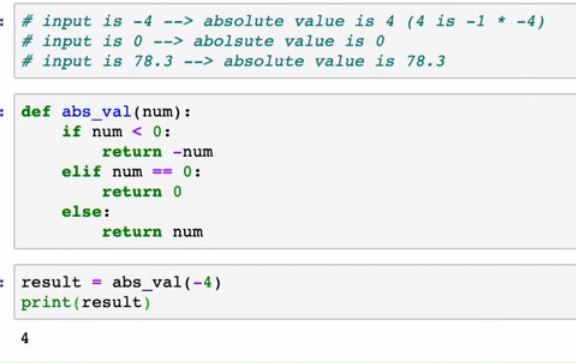 # input is -4 --> absolute value is 4 (4 is -1 * -4)
# input is 0 --> abolsute value is 0
# input is 78.3 --> absolute value is 78.3
def abs_val(num):
    if num < 0:
        return -num
    elif num == 0:
        return 0
    else:
        return num
result = abs_val(-4)
print(result)
4